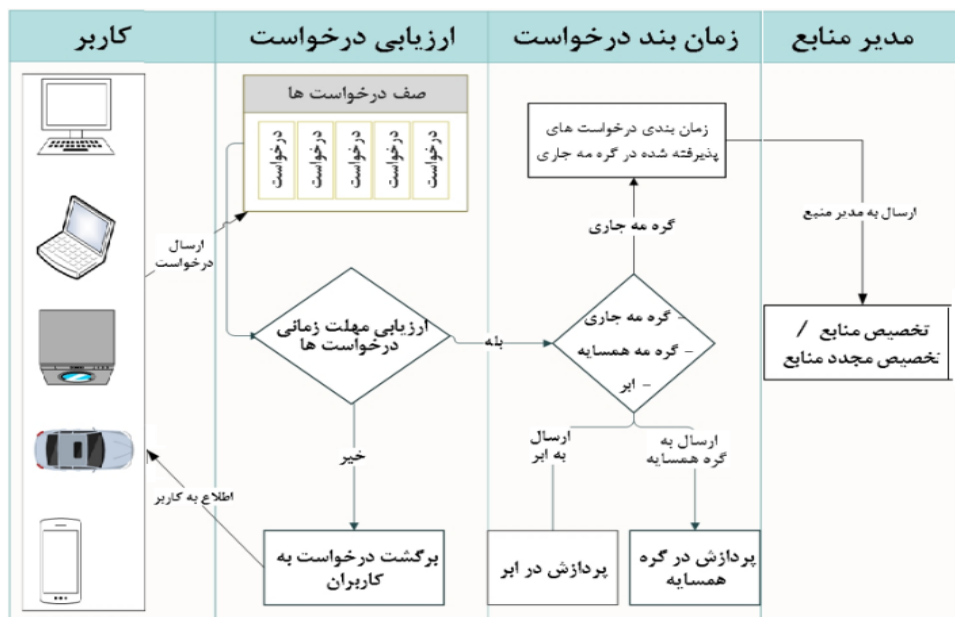 کاربر
ارزیابی درخواست
زمان بند درخواست
مدیر منابع
صف درخواست ها
درخواست
درخواست
درخواست
درخواست
درخواست
ارسال
درخواست
ارزیابی مهلت زمانی
درخواست ها
بله
خیر
برگشت درخواست به
کاربران
اطلاع به کاربر
زمان بندی درخواست های
پذیرفته شده در گره مه جاری
گره مه جاری
- گره مه جاری
- گره مه همسایه
- ابر
ارسال
به ابر
ارسال به
گره همسایه
پردازش در ابر
پردازش در گره
همسایه
ارسال به مدیر منبع
تخصیص منابع /
تخصیص مجدد منابع